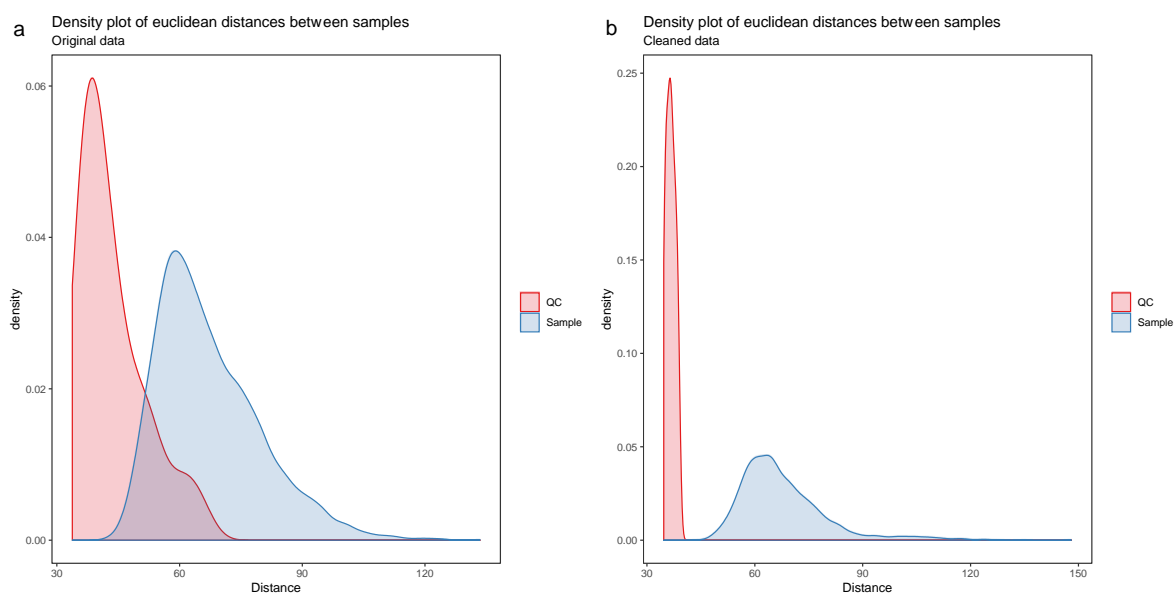 a
Density plot of euclidean distances between samples
Original data
0.06
0.04
0.02
0.00
density
30
60
90
120
Distance
QC
Sample
b
Density plot of euclidean distances between samples
Cleaned data
0.25
0.20
0.15
0.10
0.05
0.00
density
30
60
90
120
150
Distance
QC
Sample